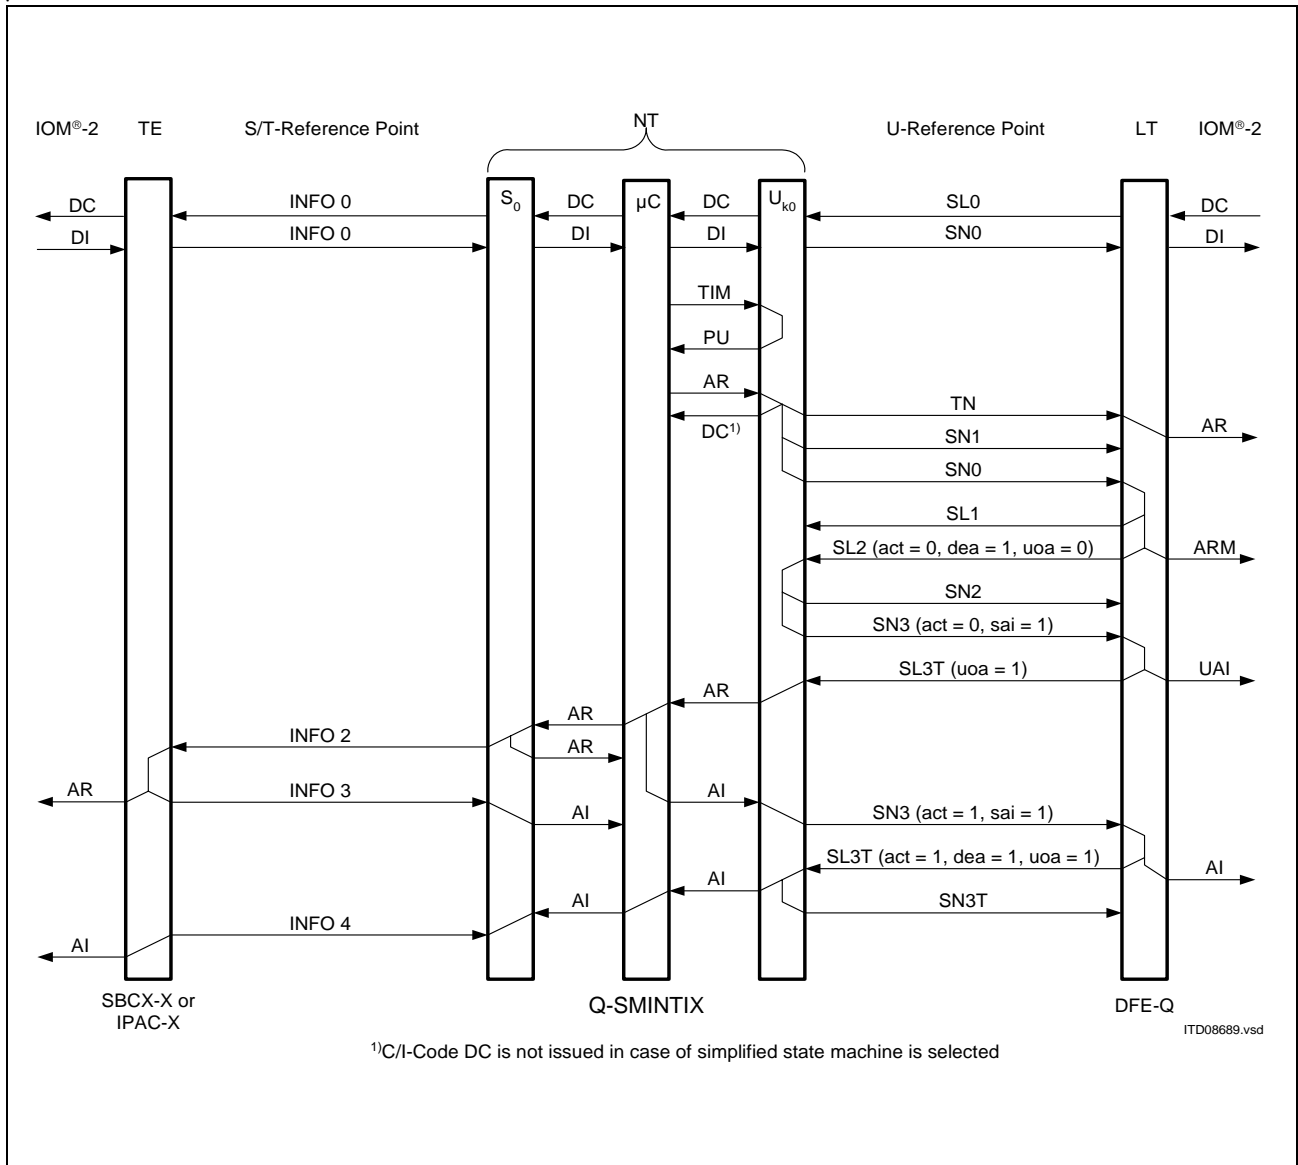 NT
IOM®-2 TE S/T-Reference Point U-Reference Point LT IOM®-2
S0 µC Uk0
DC INFO 0 DC DC SL0 DC
DI INFO 0 DI DI SN0 DI
TIM
PU
AR
TN
DC1)
AR
SN1
SN0
SL1
SL2 (act = 0, dea = 1, uoa = 0) ARM
SN2
SN3 (act = 0, sai = 1)
SL3T (uoa = 1) UAI
AR
AR
INFO 2
AR
AR INFO 3 AI
AI SN3 (act = 1, sai = 1)
SL3T (act = 1, dea = 1, uoa = 1)
AI AI
AI SN3T
INFO 4
AI
SBCX-X or
IPAC-X
Q-SMINTIX
DFE-Q
ITD08689.vsd
1)C/I-Code DC is not issued in case of simplified state machine is selected